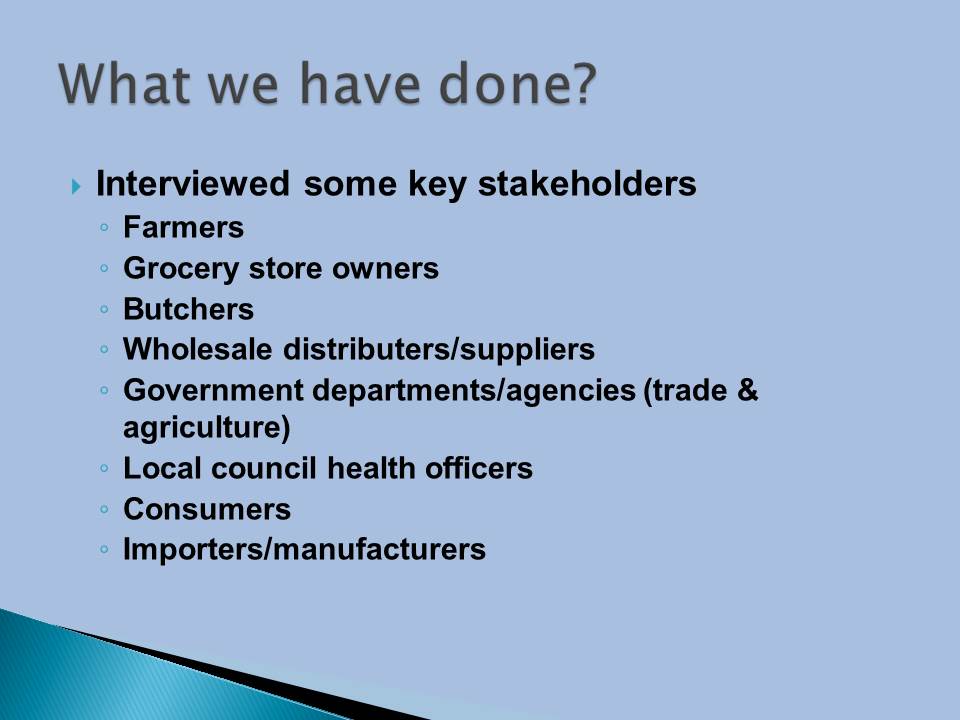 What we have done?
Interviewed some key stakeholders
Farmers
Grocery store owners
Butchers
Wholesale distributers/suppliers
Government departments/agencies (trade &
agriculture)
Local council health officers
Consumers
Importers/manufacturers